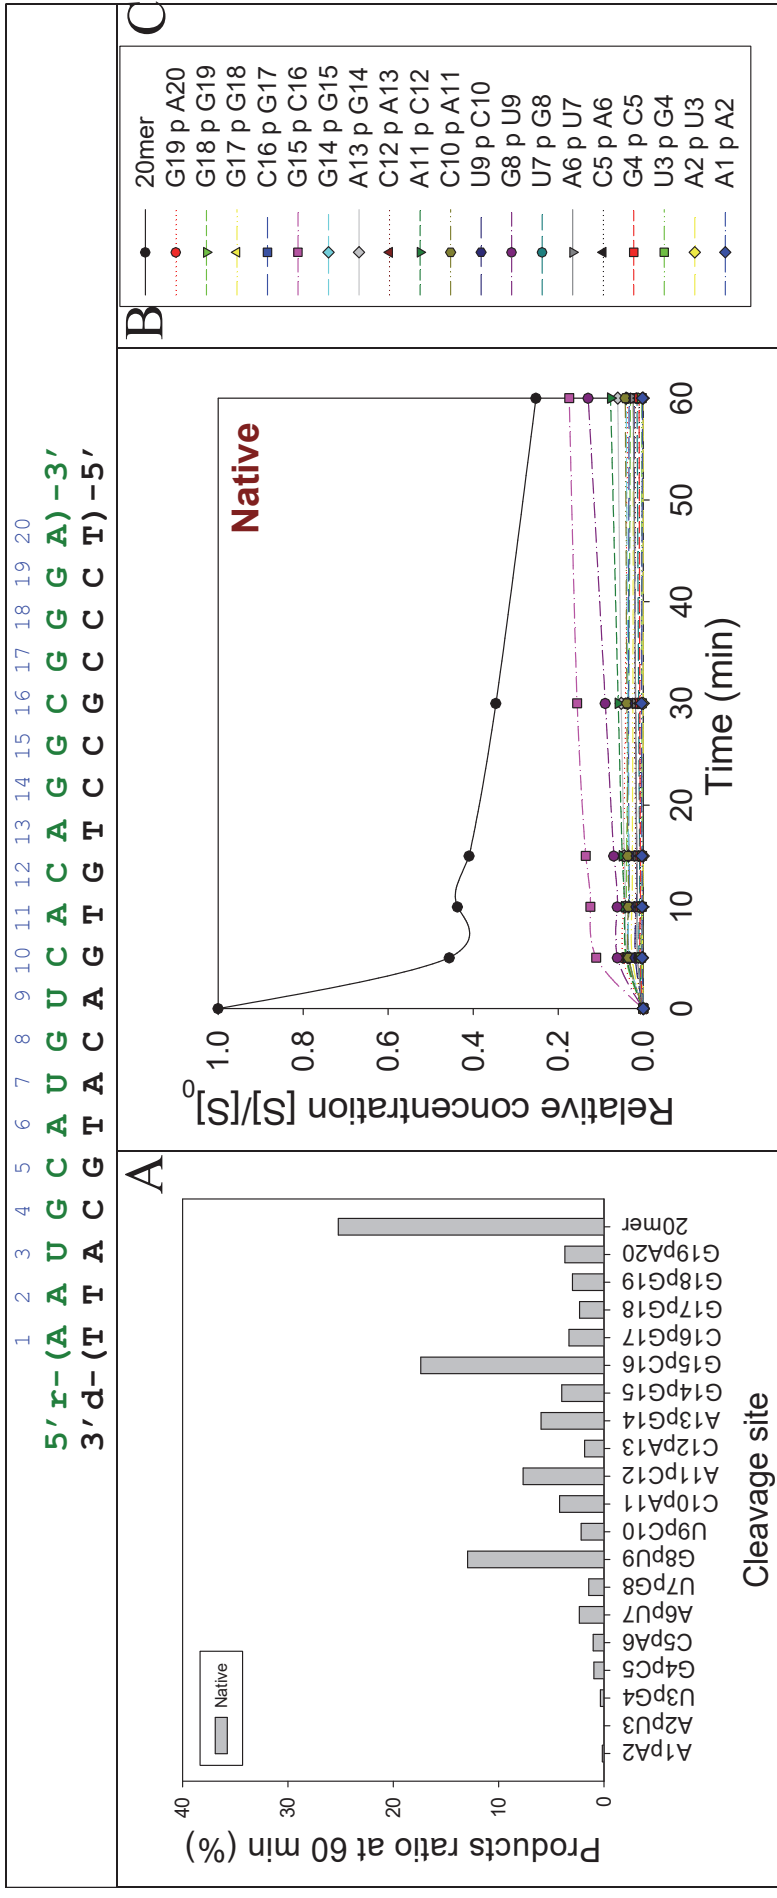 1 2 3 4 5 6 7 8 9 10 11 12 13 14 15 16 17 18 19 20
5′r-(A A U G C A U G U C A C A G G C G G G A)-3′
3′d-(T T A C G T A C A G T G T C C G C C C T)-5′
A
Products ratio at 60 min (%)
40
30
20
10
0
Native
A1pA2
A2pU3
U3pG4
G4pC5
C5pA6
A6pU7
U7pG8
G8pU9
U9pC10
C10pA11
A11pC12
C12pA13
A13pG14
G14pG15
G15pC16
C16pG17
G17pG18
G18pG19
G19pA20
20mer
Cleavage site
B
Relative concentration [S]/[S]0
1.0
0.8
0.6
0.4
0.2
0.0
Native
0 10 20 30 40 50 60
Time (min)
C
20mer
G19 p A20
G18 p G19
G17 p G18
C16 p G17
G15 p C16
G14 p G15
A13 p G14
C12 p A13
A11 p C12
C10 p A11
U9 p C10
G8 p U9
U7 p G8
A6 p U7
C5 p A6
G4 p C5
U3 p G4
A2 p U3
A1 p A2